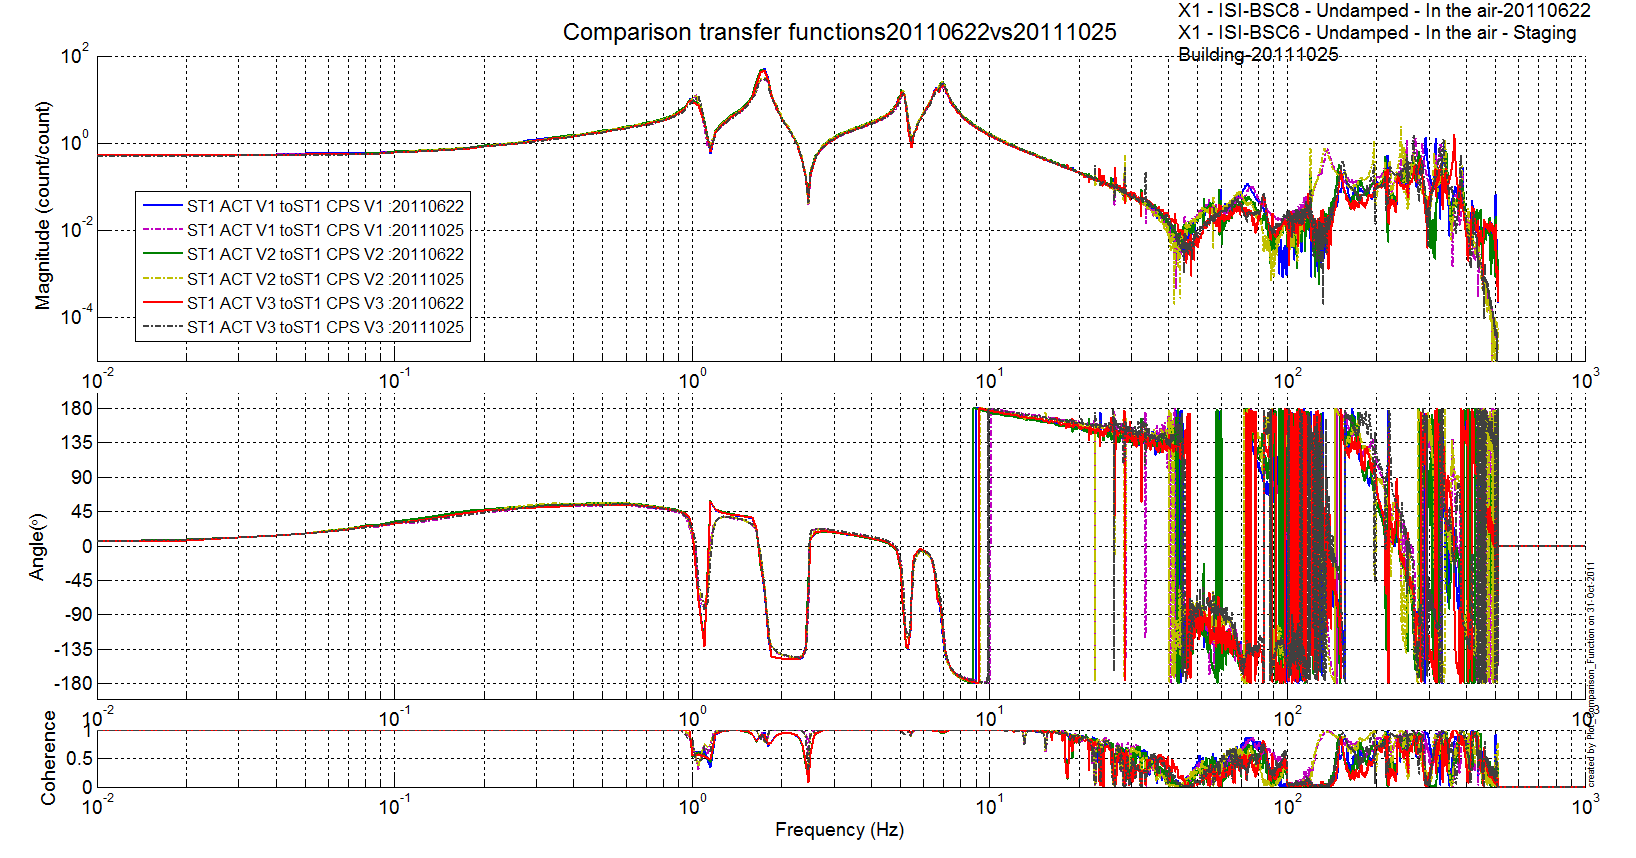 Comparison transfer functions20110622vs20111025
X1 - ISI-BSC8 - Undamped - In the air-20110622
X1 - ISI-BSC6 - Undamped - In the air - Staging
Building-20111025
Magnitude (count/count)
10^2
10^0
10^-2
10^-4
ST1 ACT V1 toST1 CPS V1 :20110622
ST1 ACT V1 toST1 CPS V1 :20111025
ST1 ACT V2 toST1 CPS V2 :20110622
ST1 ACT V2 toST1 CPS V2 :20111025
ST1 ACT V3 toST1 CPS V3 :20110622
ST1 ACT V3 toST1 CPS V3 :20111025
10^-2 10^-1 10^0 10^1 10^2 10^3
Angle(°)
180
135
90
45
0
-45
-90
-135
-180
10^-2 10^-1 10^0 10^1 10^2 10^3
Coherence
1
0.5
0
10^-2 10^-1 10^0 10^1 10^2 10^3
Frequency (Hz)
created by Plot_Comparison_Function on 31-Oct-2011